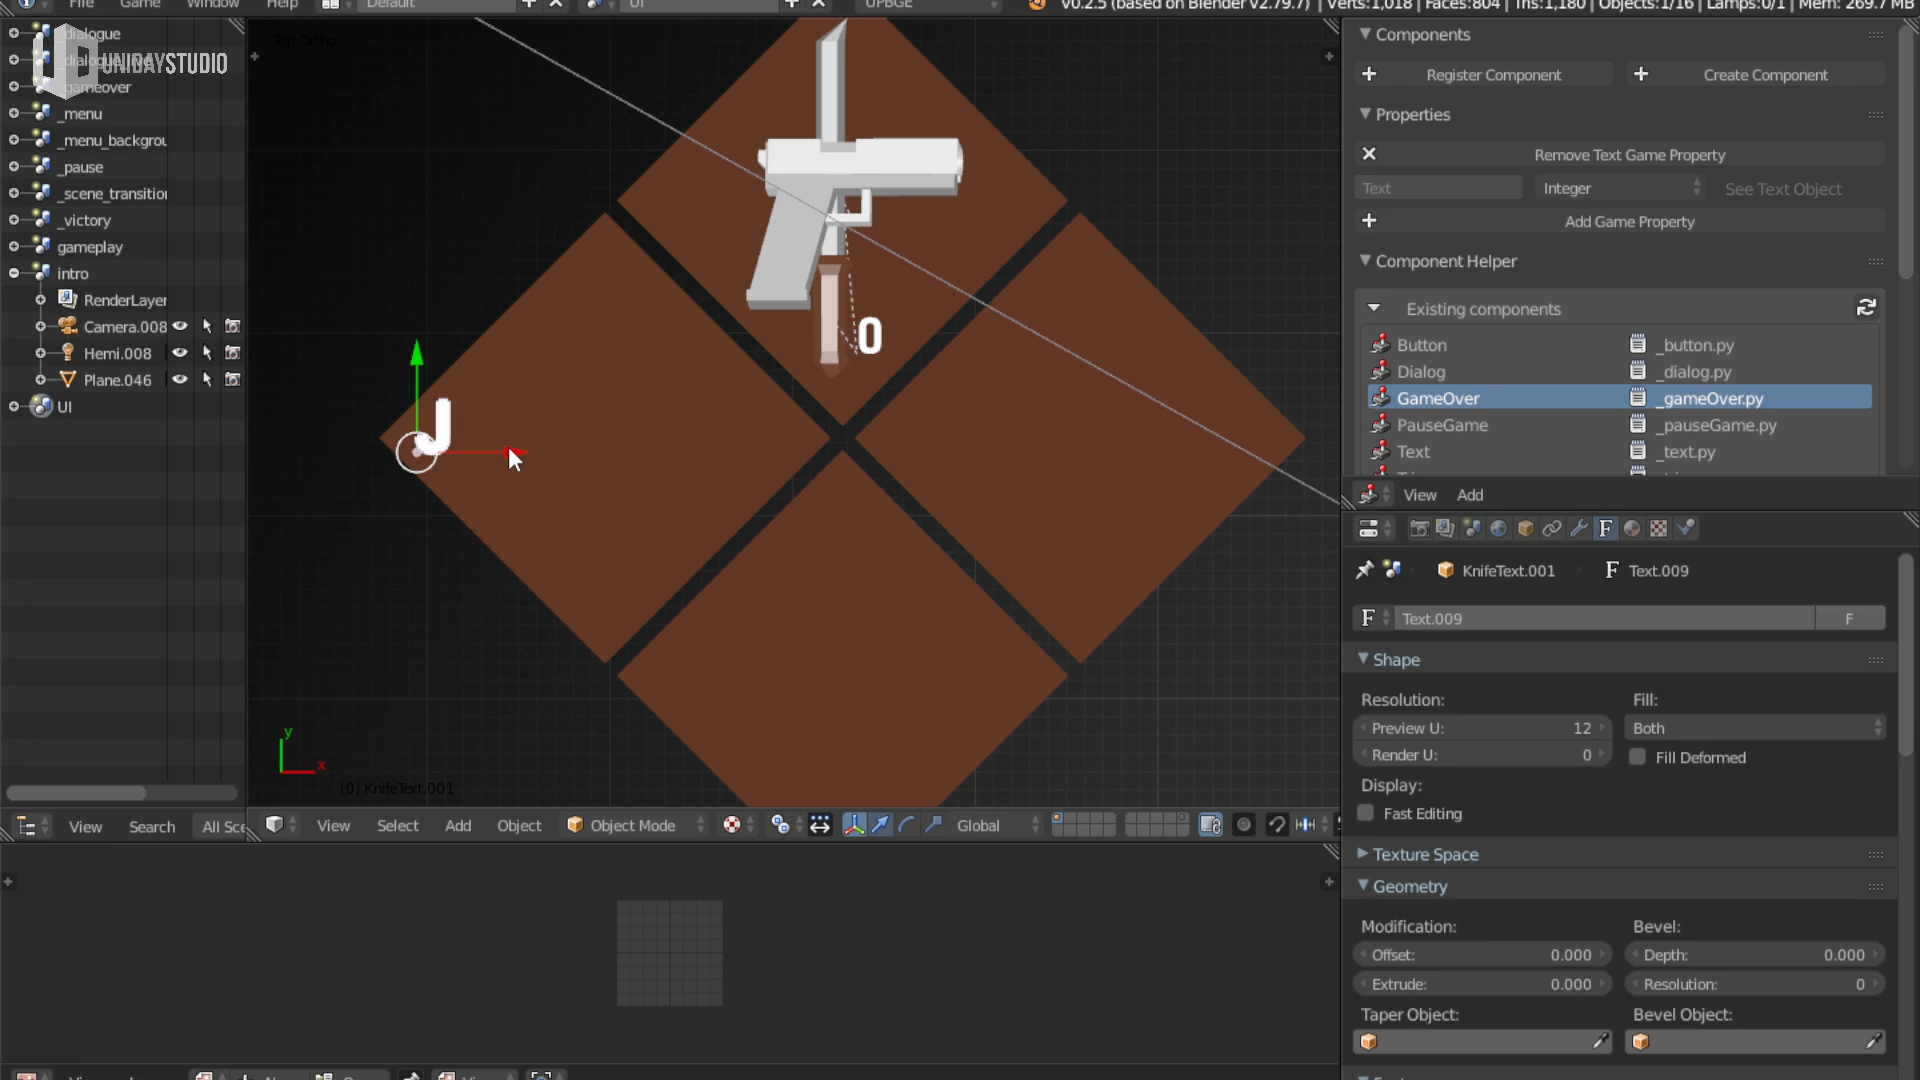 File Game Window Help Default UI UPBGE v0.2.5 (based on Blender v2.79.7) | Verts:1,018 | Faces:804 | Tris:1,180 | Objects:1/16 | Lamps:0/1 | Mem: 269.7 MB
dialogue
UNIDAYSTUDIO
gameover
_menu
_menu_backgrou
_pause
_scene_transition
_victory
gameplay
intro
RenderLayer
Camera.008
Hemi.008
Plane.046
UI
View Search All Sce
Top Ortho
0
J
y
x
(0) KnifeText.001
View Select Add Object Object Mode Global
Components
Register Component Create Component
Properties
Remove Text Game Property
Text Integer See Text Object
Add Game Property
Component Helper
Existing components
Button _button.py
Dialog _dialog.py
GameOver _gameOver.py
PauseGame _pauseGame.py
Text _text.py
View Add
KnifeText.001 F Text.009
F Text.009 F
Shape
Resolution: Fill:
Preview U: 12 Both
Render U: 0 Fill Deformed
Display:
Fast Editing
Texture Space
Geometry
Modification: Bevel:
Offset: 0.000 Depth: 0.000
Extrude: 0.000 Resolution: 0
Taper Object: Bevel Object: